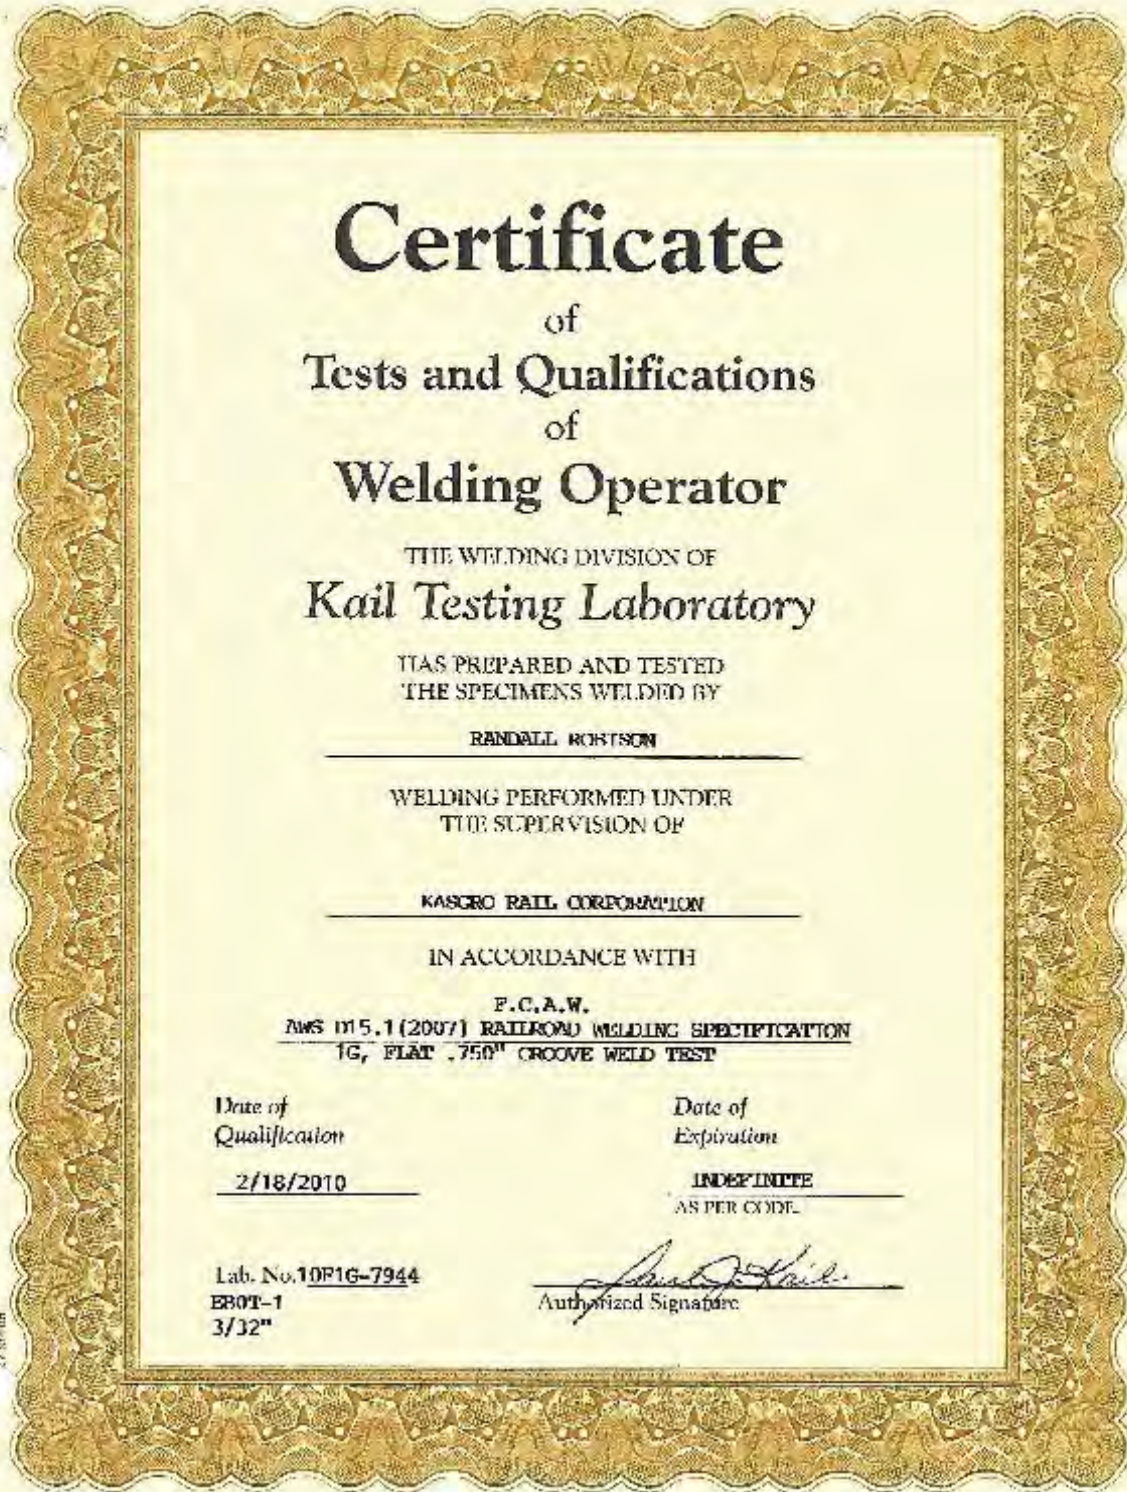 Certificate
of
Tests and Qualifications
of
Welding Operator
THE WELDING DIVISION OF
Kail Testing Laboratory
HAS PREPARED AND TESTED
THE SPECIMENS WELDED BY
RANDALL ROBISON
WELDING PERFORMED UNDER
THE SUPERVISION OF
KASGRO RAIL CORPORATION
IN ACCORDANCE WITH
F.C.A.W.
AWS D15.1(2007) RAILROAD WELDING SPECIFICATION
1G, FLAT .750" GROOVE WELD TEST
Date of Qualification
2/18/2010
Date of Expiration
INDEFINITE
AS PER CODE.
Lab. No.10F1G-7944
E80T-1
3/32"
Authorized Signature